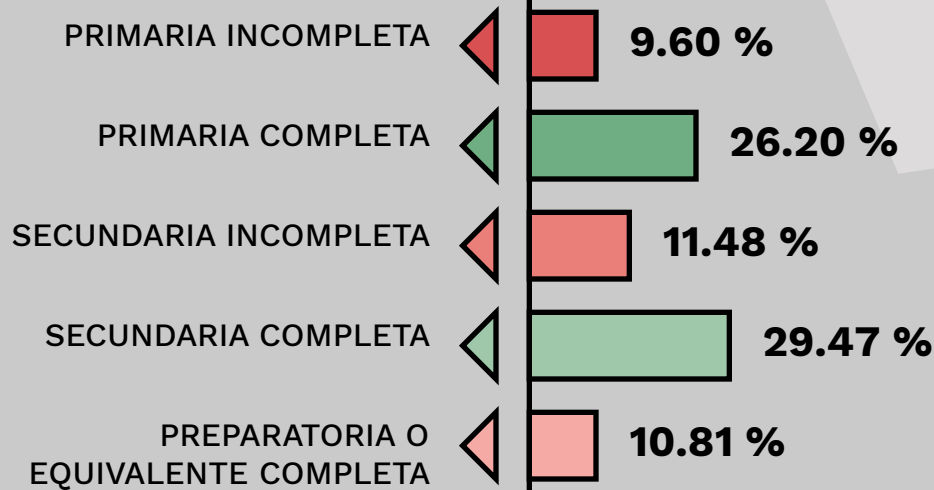 PRIMARIA INCOMPLETA
9.60 %
PRIMARIA COMPLETA
26.20 %
SECUNDARIA INCOMPLETA
11.48 %
SECUNDARIA COMPLETA
29.47 %
PREPARATORIA O
EQUIVALENTE COMPLETA
10.81 %